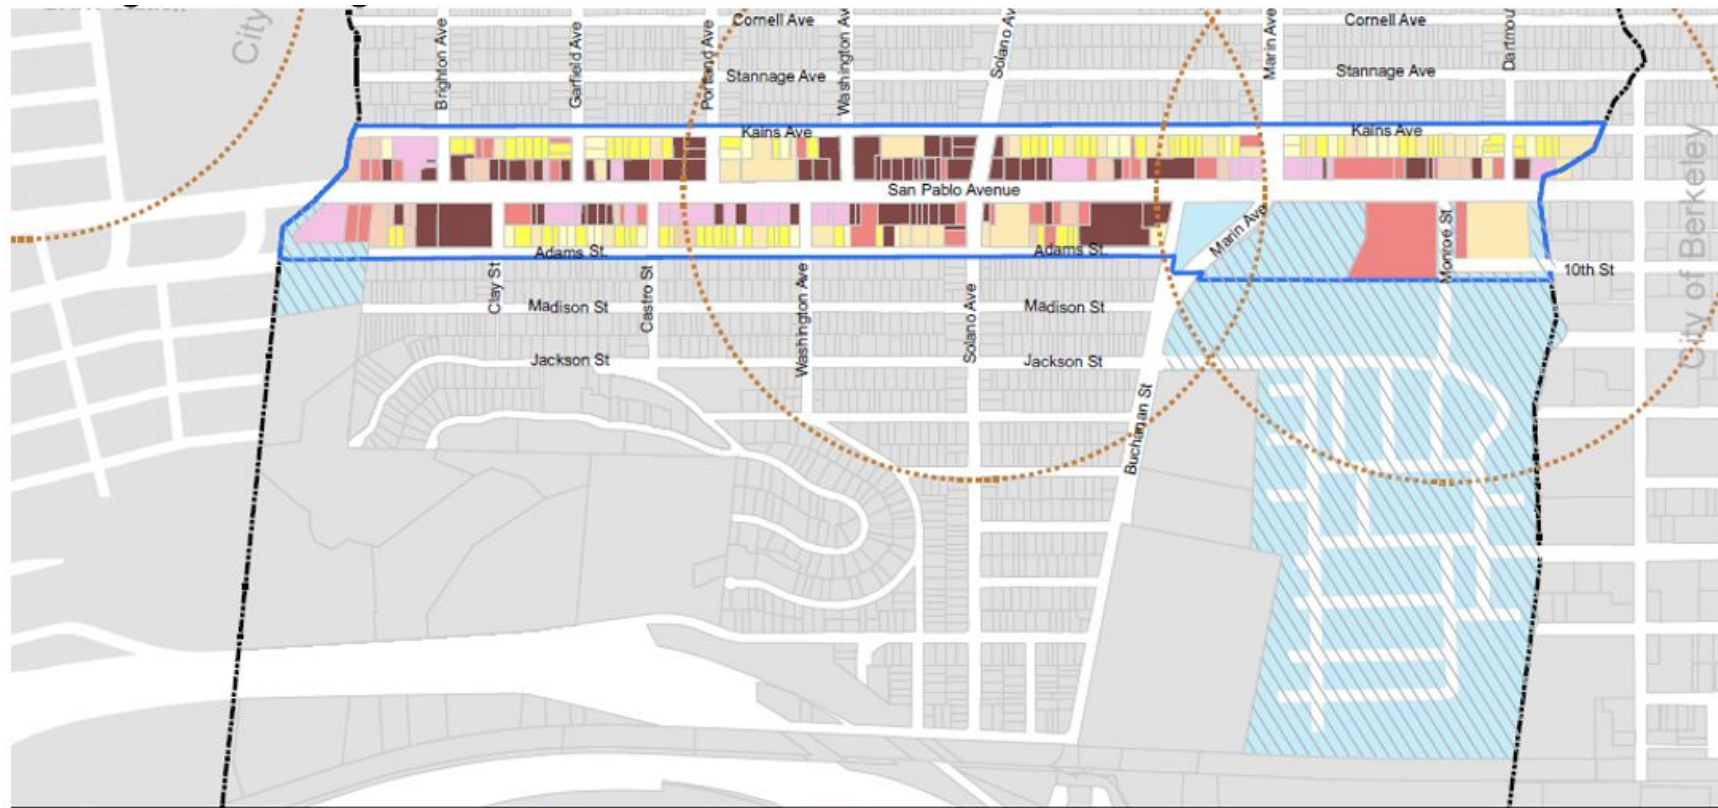 City
Cornell Ave
Cornell Ave
Brighton Ave
Garfield Ave
Portland Ave
Washington Av
Solano Av
Marin Ave
Dartmou
Stannage Ave
Stannage Ave
Kains Ave
Kains Ave
San Pablo Avenue
Marin Ave
Monroe St
City of Berkeley
Adams St.
Adams St.
10th St
Clay St
Castro St
Washington Ave
Solano Ave
Madison St
Madison St
Jackson St
Jackson St
Buchanan St